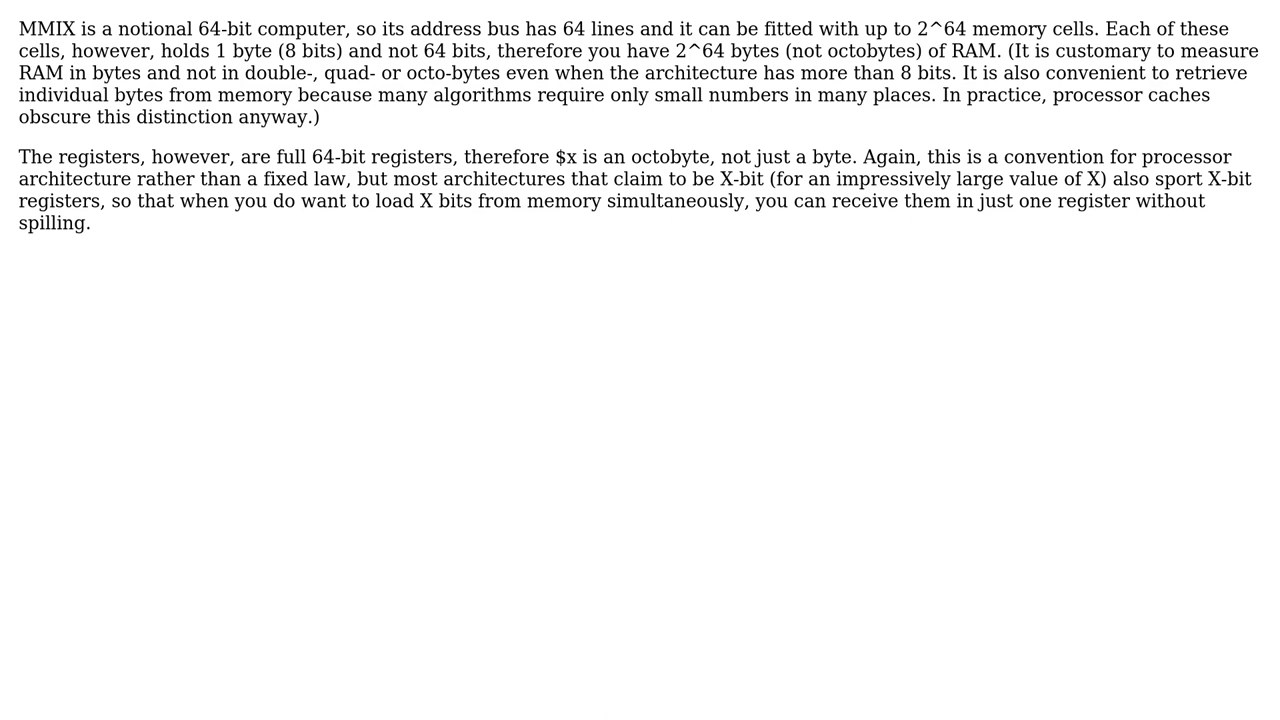 MMIX is a notional 64-bit computer, so its address bus has 64 lines and it can be fitted with up to 2^64 memory cells. Each of these
cells, however, holds 1 byte (8 bits) and not 64 bits, therefore you have 2^64 bytes (not octobytes) of RAM. (It is customary to measure
RAM in bytes and not in double-, quad- or octo-bytes even when the architecture has more than 8 bits. It is also convenient to retrieve
individual bytes from memory because many algorithms require only small numbers in many places. In practice, processor caches
obscure this distinction anyway.)
The registers, however, are full 64-bit registers, therefore $x is an octobyte, not just a byte. Again, this is a convention for processor
architecture rather than a fixed law, but most architectures that claim to be X-bit (for an impressively large value of X) also sport X-bit
registers, so that when you do want to load X bits from memory simultaneously, you can receive them in just one register without
spilling.